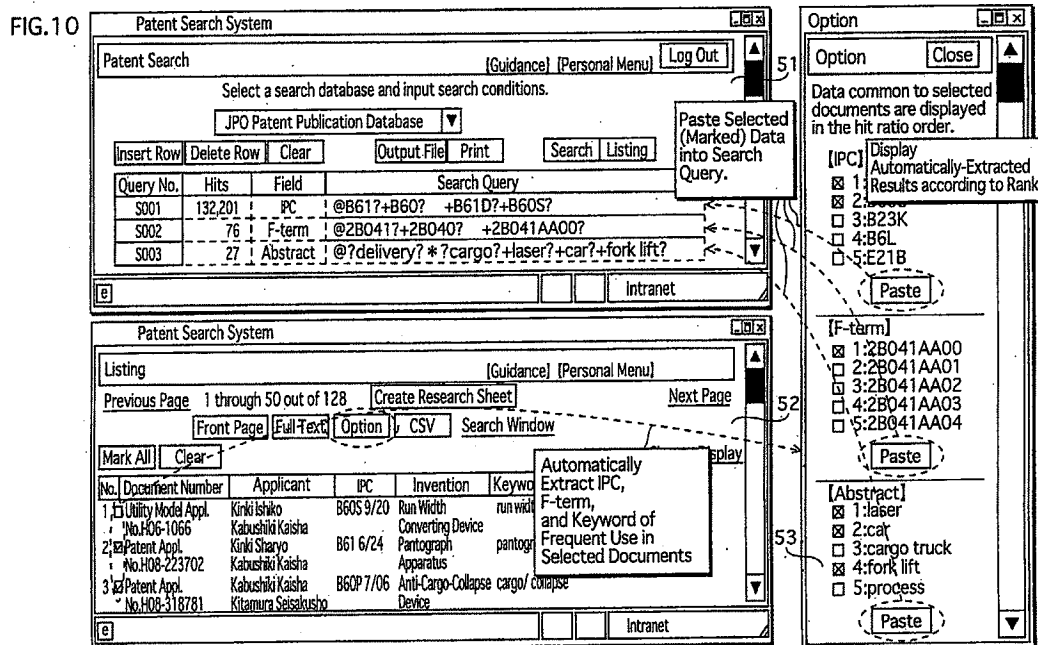 FIG.10
Patent Search System
Patent Search
[Guidance] [Personal Menu] Log Out
Select a search database and input search conditions.
JPO Patent Publication Database ▼
Insert Row Delete Row Clear Output File Print Search Listing
Query No. Hits Field Search Query
S001 132,201 IPC @B61?+B60? +B61D?+B60S?
S002 76 F-term @2B041?+2B040? +2B041AA00?
S003 27 Abstract @?delivery?*?cargo?+laser?+car?+fork lift?
e Intranet
51
Paste Selected
(Marked) Data
into Search
Query.
Patent Search System
Listing
[Guidance] [Personal Menu]
Previous Page 1 through 50 out of 128 Create Research Sheet Next Page
Front Page Full-Text Option CSV Search Window
Mark All Clear
No. Document Number Applicant IPC Invention
1 Utility Model Appl. Kinki Ishiko B60S 9/20 Run Width
No.H06-1066 Kabushiki Kaisha Converting Device
2 Patent Appl. Kinki Sharyo B61 6/24 Pantograph
No.H08-223702 Kabushiki Kaisha Apparatus
3 Patent Appl. Kabushiki Kaisha B60P 7/06 Anti-Cargo-Collapse cargo/ collapse
No.H08-318781 Kitamura Seisakusho Device
e Intranet
52
Automatically
Extract IPC,
F-term,
and Keyword of
Frequent Use in
Selected Documents
Option
Option Close
Data common to selected
documents are displayed
in the hit ratio order.
[IPC]
Display
Automatically-Extracted
Results according to Rank
1:
2:
3:B23K
4:B6L
5:E21B
Paste
[F-term]
1:2B041AA00
2:2B041AA01
3:2B041AA02
4:2B041AA03
5:2B041AA04
Paste
[Abstract]
1:laser
2:car
3:cargo truck
4:fork lift
5:process
Paste
53